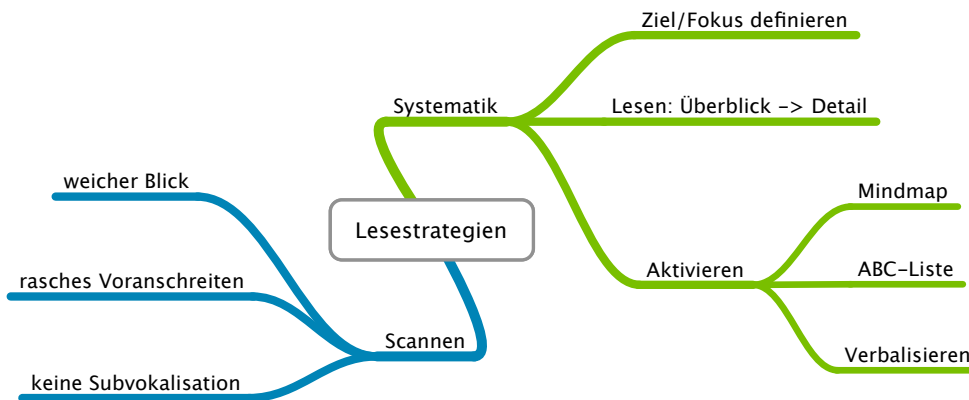 Ziel/Fokus definieren
Systematik
Lesen: Überblick -> Detail
weicher Blick
Mindmap
Lesestrategien
Aktivieren
ABC-Liste
rasches Voranschreiten
Scannen
Verbalisieren
keine Subvokalisation